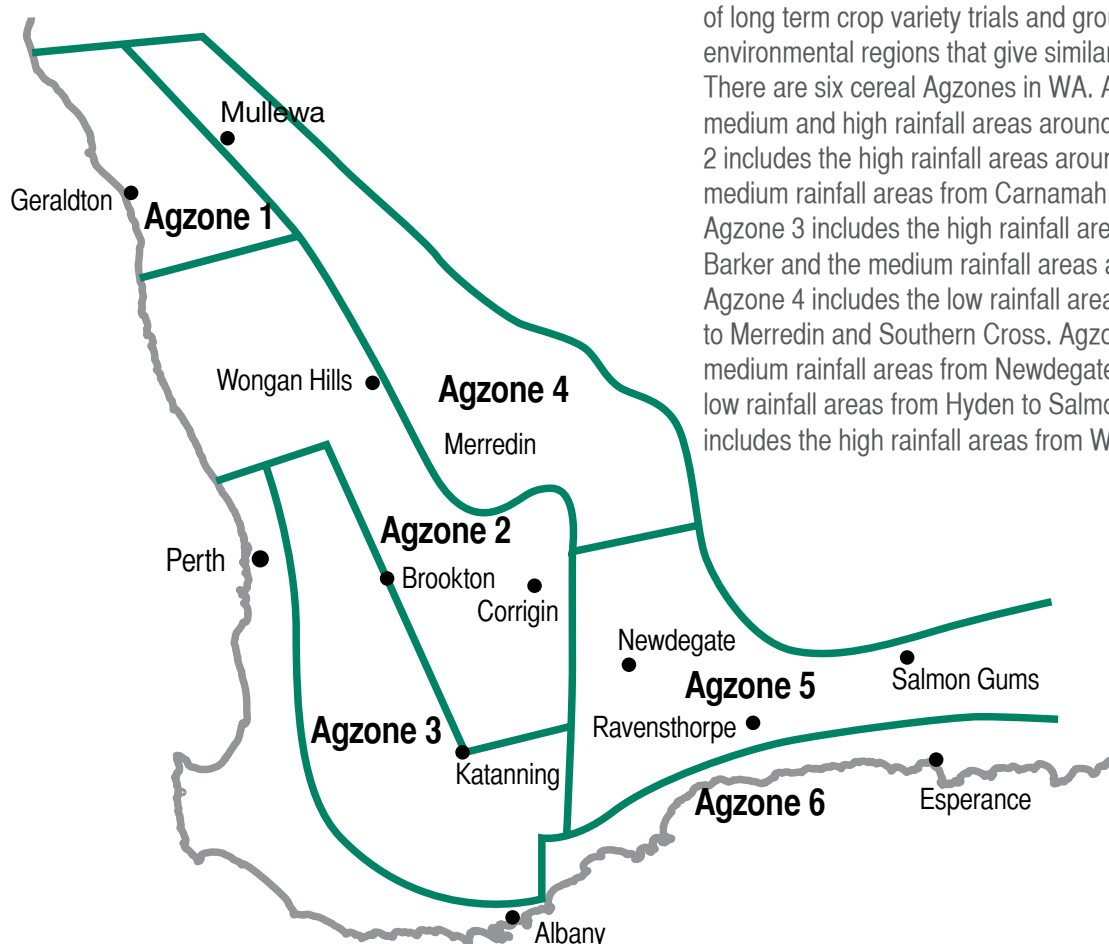 of long term crop variety trials and grou
environmental regions that give similar
There are six cereal Agzones in WA. A
medium and high rainfall areas around
2 includes the high rainfall areas aroun
medium rainfall areas from Carnamah
Agzone 3 includes the high rainfall are
Barker and the medium rainfall areas a
Agzone 4 includes the low rainfall area
to Merredin and Southern Cross. Agzo
medium rainfall areas from Newdegate
low rainfall areas from Hyden to Salmo
includes the high rainfall areas from W
Mullewa
Geraldton
Agzone 1
Wongan Hills
Agzone 4
Merredin
Agzone 2
Perth
Brookton
Corrigin
Newdegate
Agzone 5
Salmon Gums
Agzone 3
Ravensthorpe
Katanning
Agzone 6
Esperance
Albany